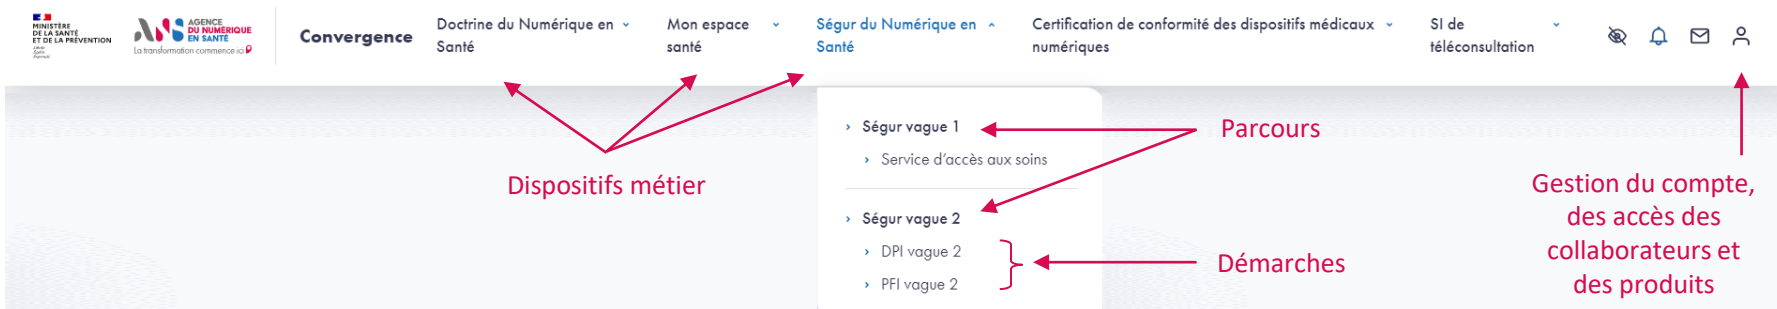 MINISTÈRE
DE LA SANTÉ
ET DE LA PRÉVENTION
Liberté
Égalité
Fraternité
AGENCE
DU NUMÉRIQUE
EN SANTÉ
La transformation commence ici
Convergence
Doctrine du Numérique en
Santé
Mon espace
santé
Ségur du Numérique en
Santé
Certification de conformité des dispositifs médicaux
numériques
SI de
téléconsultation
Ségur vague 1
Service d'accès aux soins
Ségur vague 2
DPI vague 2
PFI vague 2
Dispositifs métier
Parcours
Démarches
Gestion du compte,
des accès des
collaborateurs et
des produits